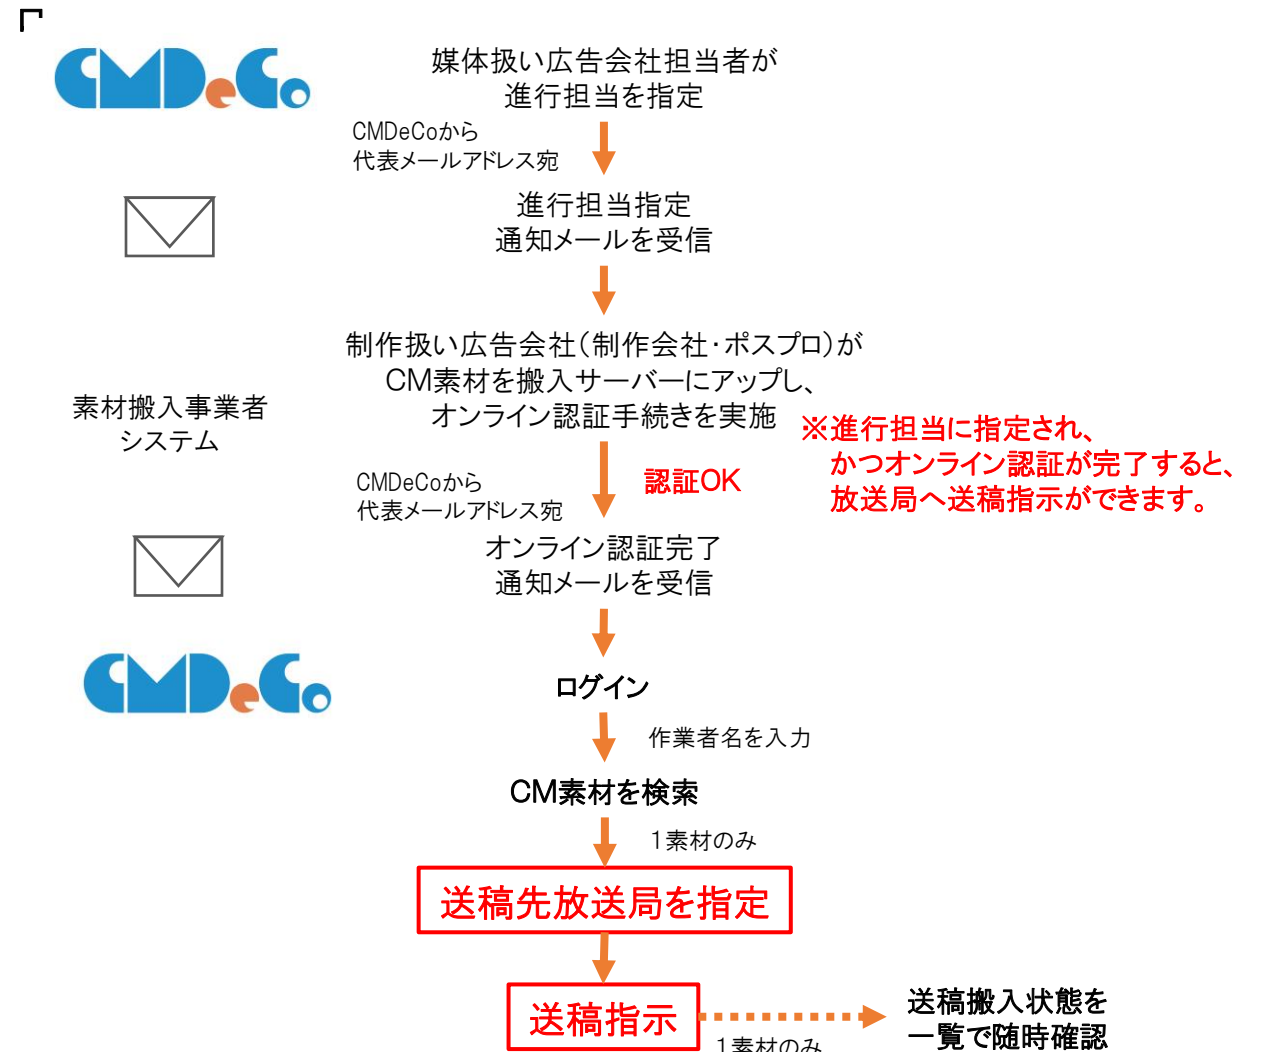 CMDeCo
媒体扱い広告会社担当者が
進行担当を指定
CMDeCoから
代表メールアドレス宛
進行担当指定
通知メールを受信
制作扱い広告会社(制作会社・ポスプロ)が
CM素材を搬入サーバーにアップし、
オンライン認証手続きを実施
素材搬入事業者
システム
※進行担当に指定され、
かつオンライン認証が完了すると、
放送局へ送稿指示ができます。
認証OK
CMDeCoから
代表メールアドレス宛
オンライン認証完了
通知メールを受信
CMDeCo
ログイン
作業者名を入力
CM素材を検索
1素材のみ
送稿先放送局を指定
送稿指示
送稿搬入状態を
一覧で随時確認
1素材のみ